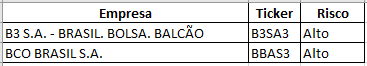 Empresa Ticker Risco
B3 S.A. - BRASIL. BOLSA. BALCÃO B3SA3 Alto
BCO BRASIL S.A. BBAS3 Alto